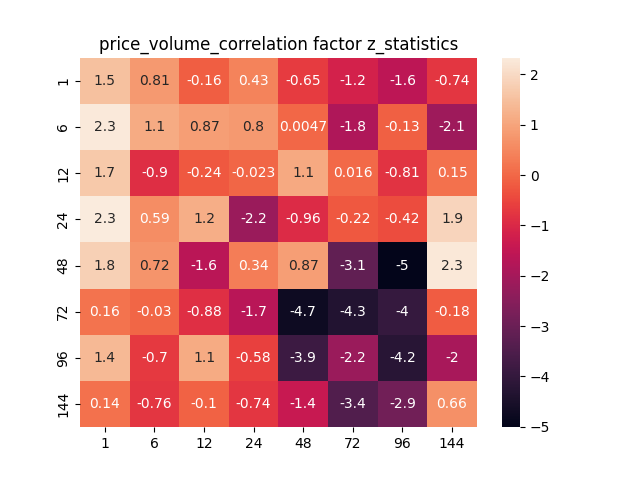 price_volume_correlation factor z_statistics
1 1.5 0.81 -0.16 0.43 -0.65 -1.2 -1.6 -0.74
6 2.3 1.1 0.87 0.8 0.0047 -1.8 -0.13 -2.1
12 1.7 -0.9 -0.24 -0.023 1.1 0.016 -0.81 0.15
24 2.3 0.59 1.2 -2.2 -0.96 -0.22 -0.42 1.9
48 1.8 0.72 -1.6 0.34 0.87 -3.1 -5 2.3
72 0.16 -0.03 -0.88 -1.7 -4.7 -4.3 -4 -0.18
96 1.4 -0.7 1.1 -0.58 -3.9 -2.2 -4.2 -2
144 0.14 -0.76 -0.1 -0.74 -1.4 -3.4 -2.9 0.66
1 6 12 24 48 72 96 144
2
1
0
−1
−2
−3
−4
−5